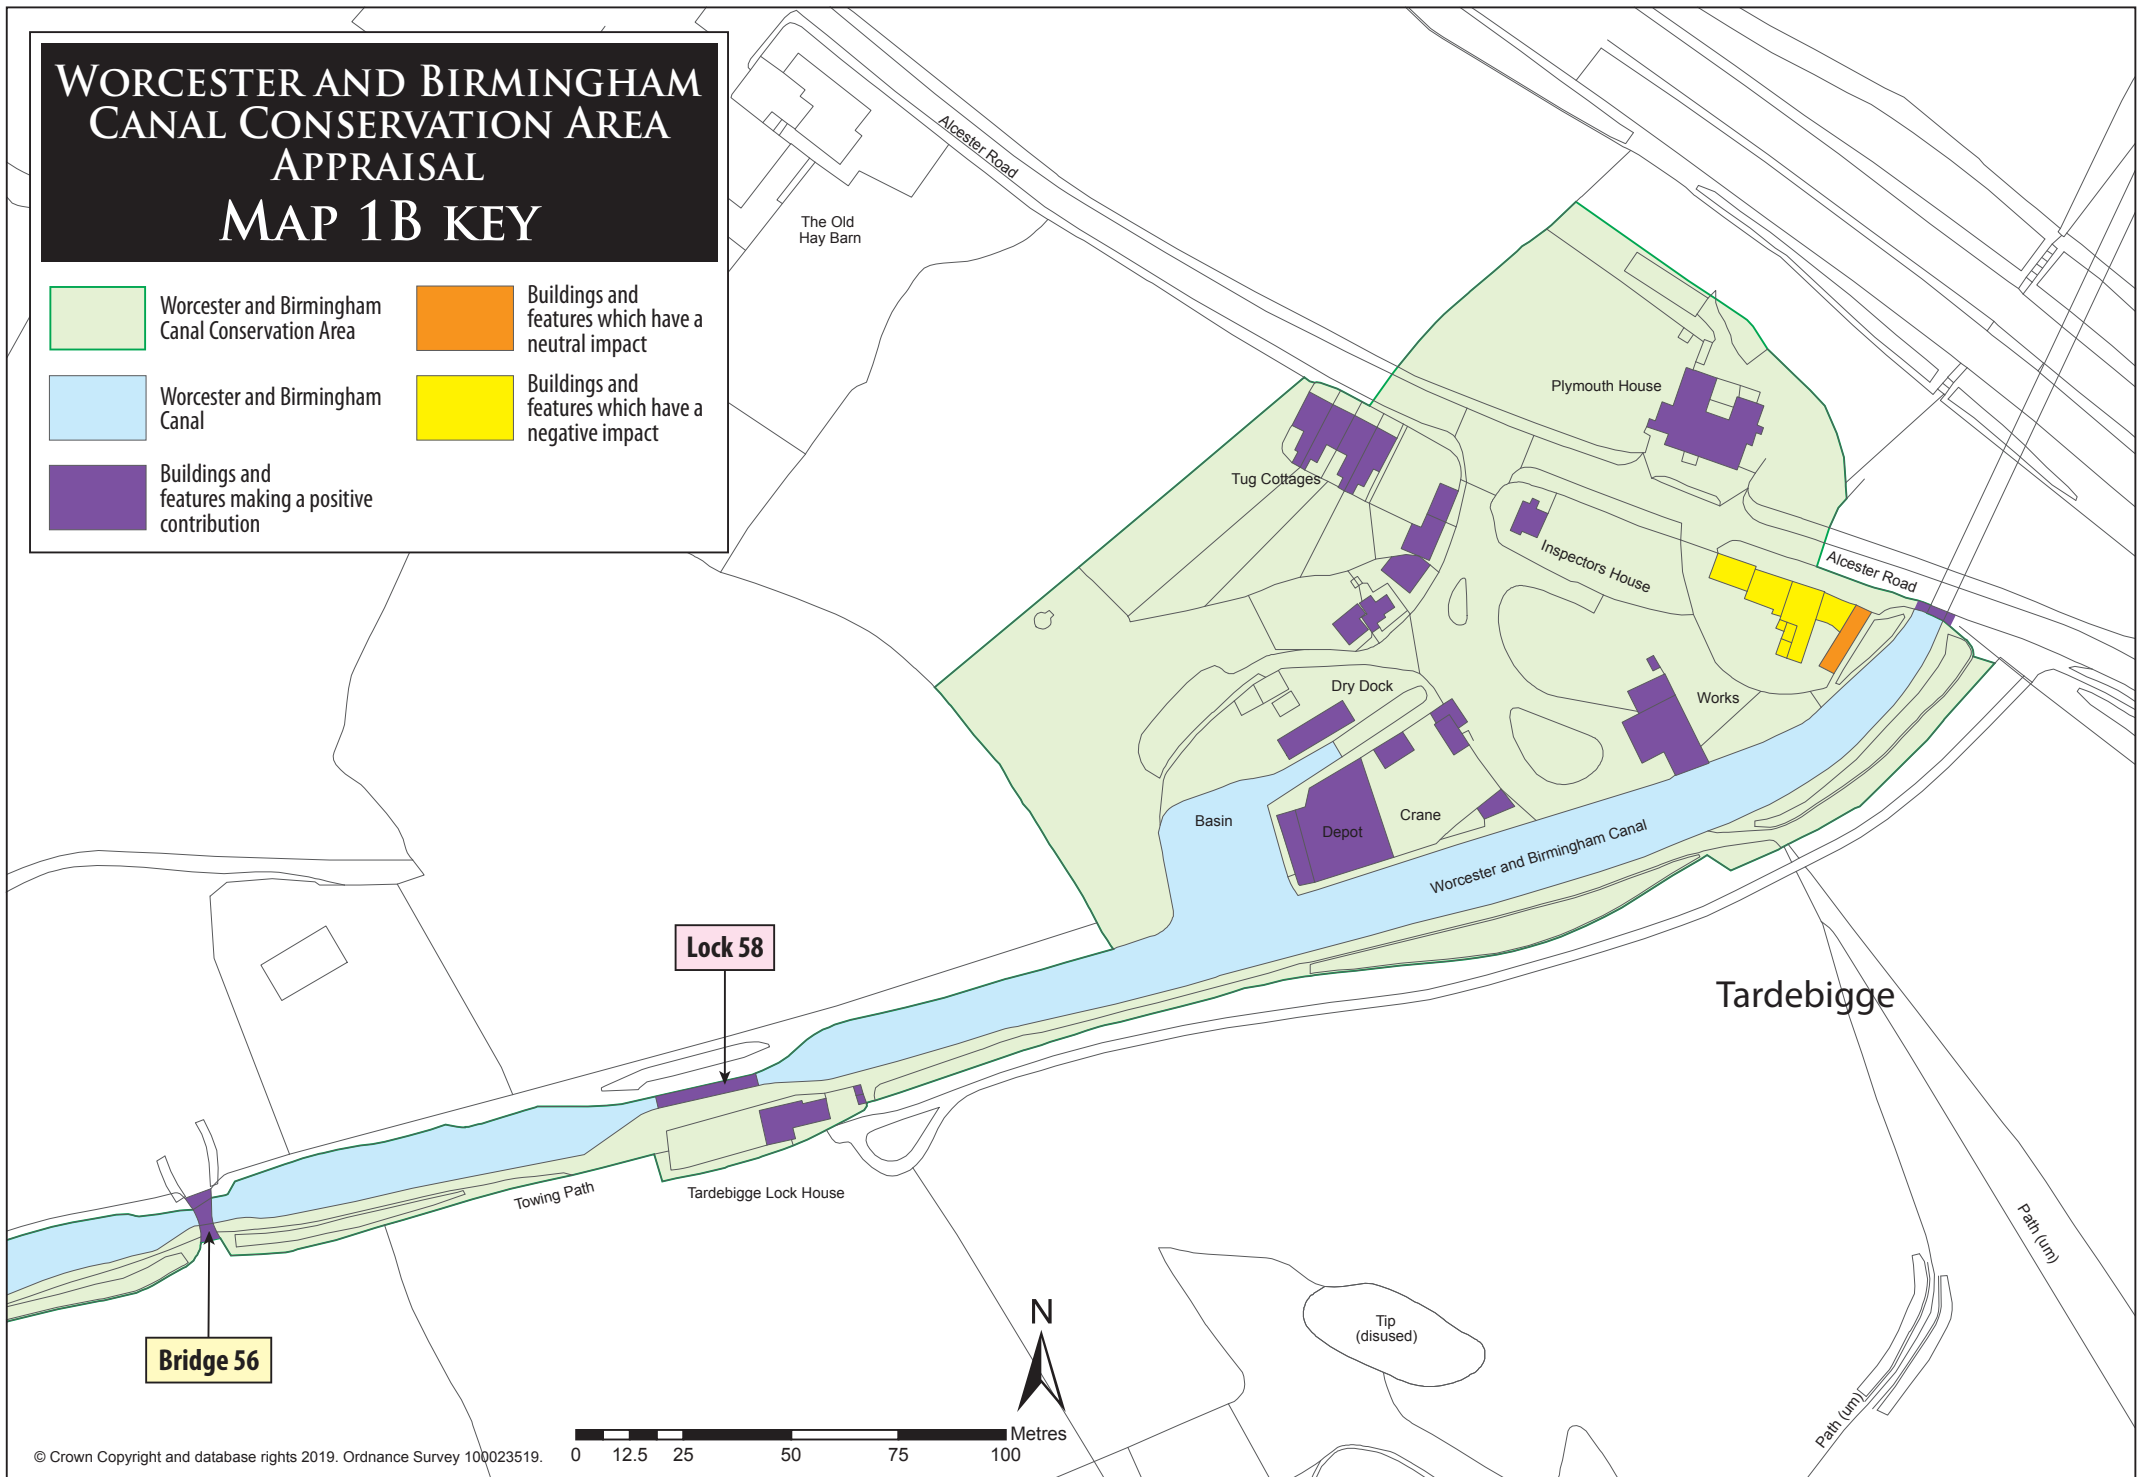 WORCESTER AND BIRMINGHAM
CANAL CONSERVATION AREA
APPRAISAL
MAP 1B KEY
Worcester and Birmingham
Canal Conservation Area
Worcester and Birmingham
Canal
Buildings and
features making a positive
contribution
Buildings and
features which have a
neutral impact
Buildings and
features which have a
negative impact
Alcester Road
The Old
Hay Barn
Plymouth House
Tug Cottages
Inspectors House
Alcester Road
Dry Dock
Works
Basin
Depot
Crane
Worcester and Birmingham Canal
Lock 58
Tardebigge
Towing Path
Tardebigge Lock House
Path (um)
Bridge 56
N
Tip
(disused)
Path (um)
Metres
0 12.5 25 50 75 100
© Crown Copyright and database rights 2019. Ordnance Survey 100023519.